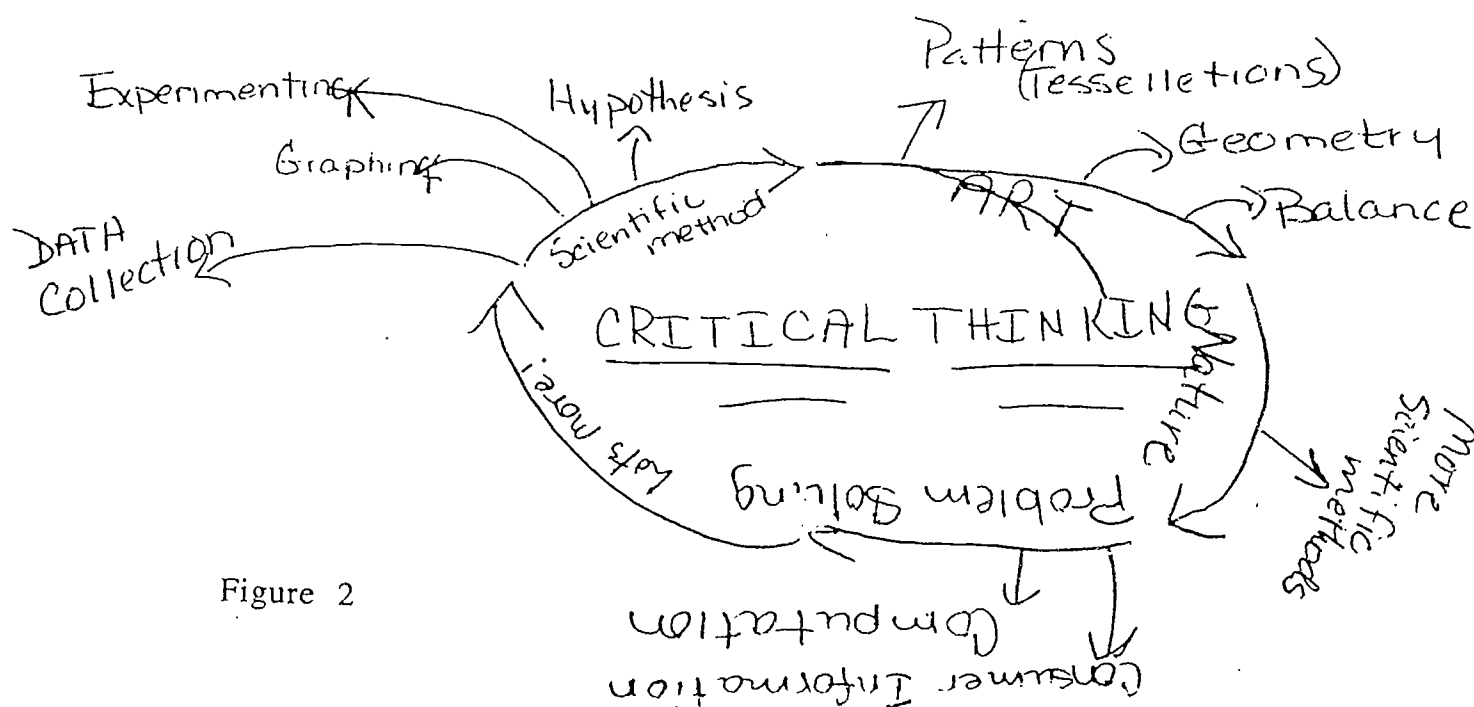 Patterns
(Tesselletions)
Experimenting
Hypothesis
Geometry
Graphing
Scientific
method
ART
Balance
DATA
Collection
CRITICAL THINKING
Nature
More
Scientific
methods
Problem Solving
Lots more!
Computation
Consumer Information
Figure 2